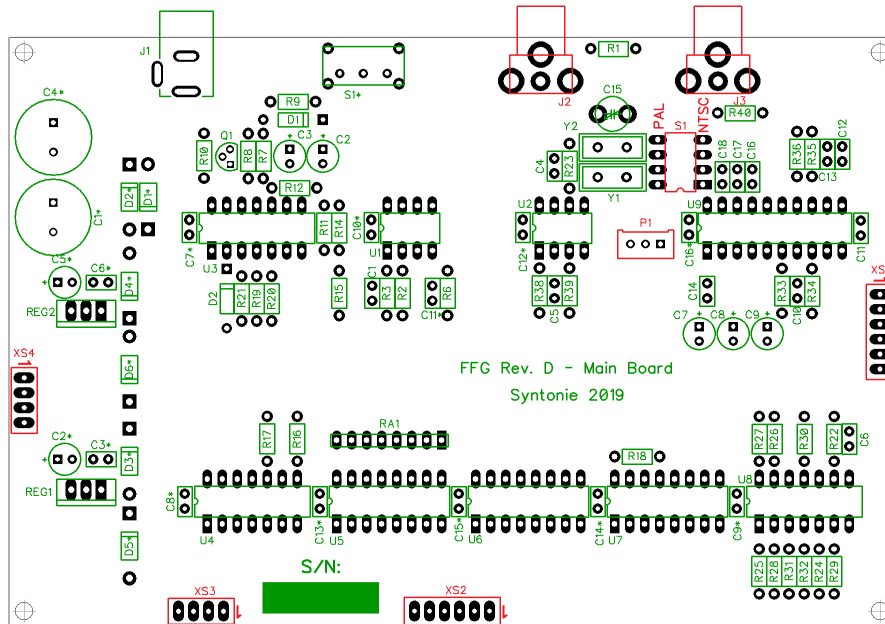 J1
R1
C4*
S1*
J2
J3
C15
R9
D1
PAL
S1
NTSC
R40
Q1
C3
C2
Y2
C12
R10
R8
R7
C4
R23
C18
C17
C16
R36
R35
C13
D2*
D1*
R12
Y1
C1*
U2
U9
R11
R14
C10*
P1
C11
C7*
U3
U1
C12*
C16*
C5*
C6*
D4*
D2
R21
R19
R20
R15
C1
R3
R2
C11*
R6
R38
C5
R39
C14
R33
C10
R34
XS
REG2
C7
C8
C9
XS4
1
D6*
FFG Rev. D - Main Board
Syntonie 2019
RA1
R17
R16
R27
R26
R30
R22
C6
C2*
C3*
D3*
R18
REG1
U8
C8*
U4
C13*
U5
C15*
U6
C14*
U7
C9*
D5*
S/N:
R25
R28
R31
R32
R24
R29
XS3
1
XS2
1